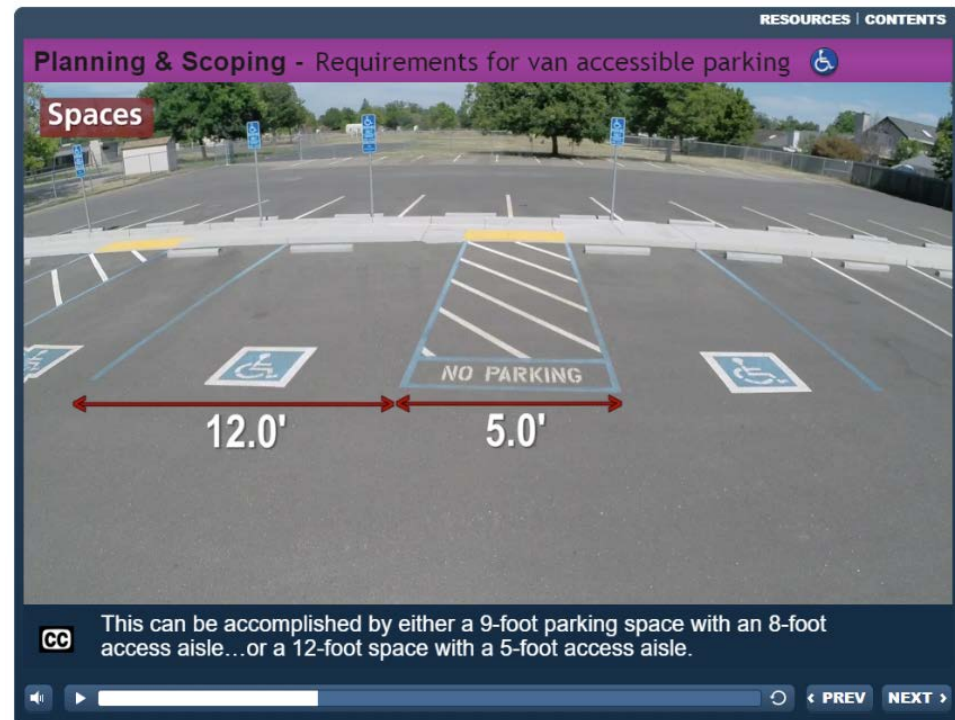 RESOURCES | CONTENTS
Planning & Scoping - Requirements for van accessible parking
Spaces
NO PARKING
12.0'
5.0'
CC
This can be accomplished by either a 9-foot parking space with an 8-foot
access aisle...or a 12-foot space with a 5-foot access aisle.
‹ PREV NEXT ›